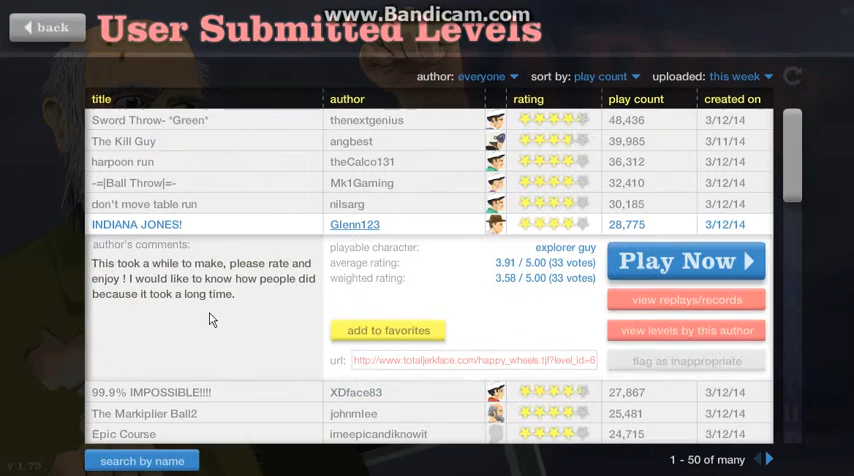 www.Bandicam.com
back
User Submitted Levels
author: everyone sort by: play count uploaded: this week
title author rating play count created on
Sword Throw- *Green* thenextgenius 48,436 3/12/14
The Kill Guy angbest 39,985 3/11/14
harpoon run theCalco131 36,312 3/12/14
-=|Ball Throw|=- Mk1Gaming 32,410 3/12/14
don't move table run nilsarg 30,185 3/12/14
INDIANA JONES! Glenn123 28,775 3/12/14
author's comments:
This took a while to make, please rate and
enjoy ! I would like to know how people did
because it took a long time.
playable character: explorer guy
average rating: 3.91 / 5.00 (33 votes)
weighted rating: 3.58 / 5.00 (33 votes)
Play Now
view replays/records
add to favorites
view levels by this author
url: http://www.totaljerkface.com/happy_wheels.tjf?level_id=6
flag as inappropriate
99.9% IMPOSSIBLE!!!! XDface83 27,867 3/12/14
The Markiplier Ball2 johnmlee 25,481 3/12/14
Epic Course imeepicandiknowit 24,715 3/12/14
v 1.75
search by name
1 - 50 of many